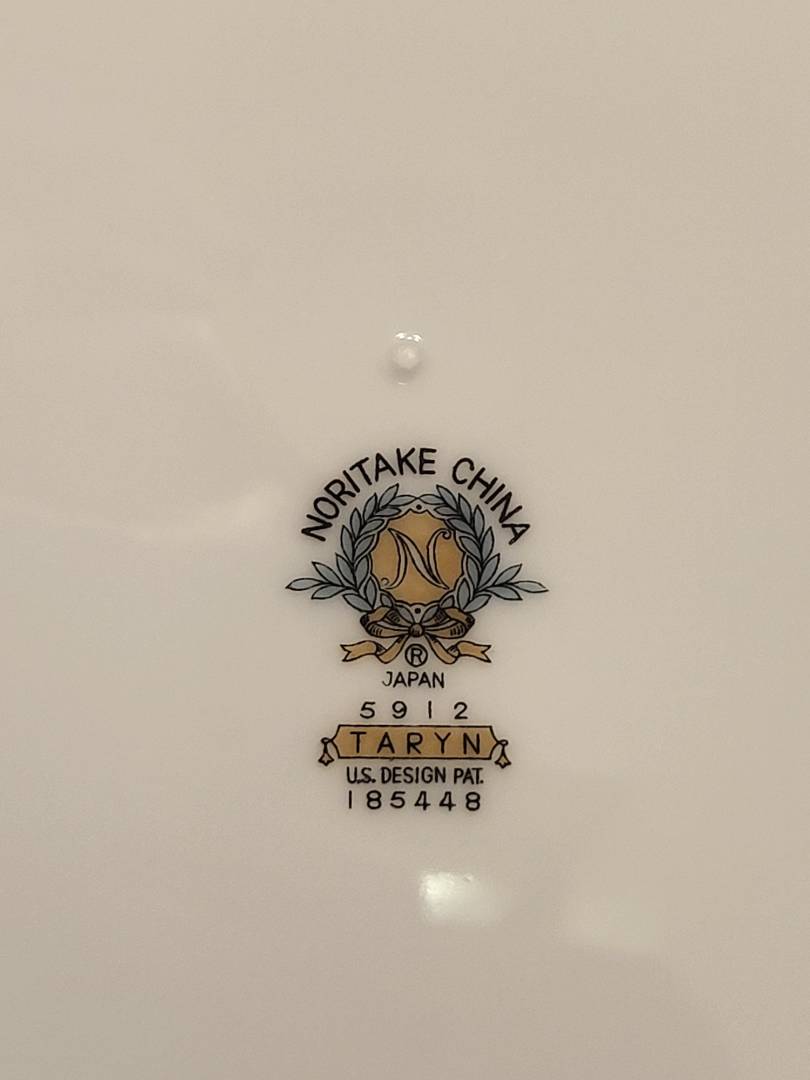 NORITAKE CHINA
N
®
JAPAN
5912
TARYN
U.S. DESIGN PAT.
185448